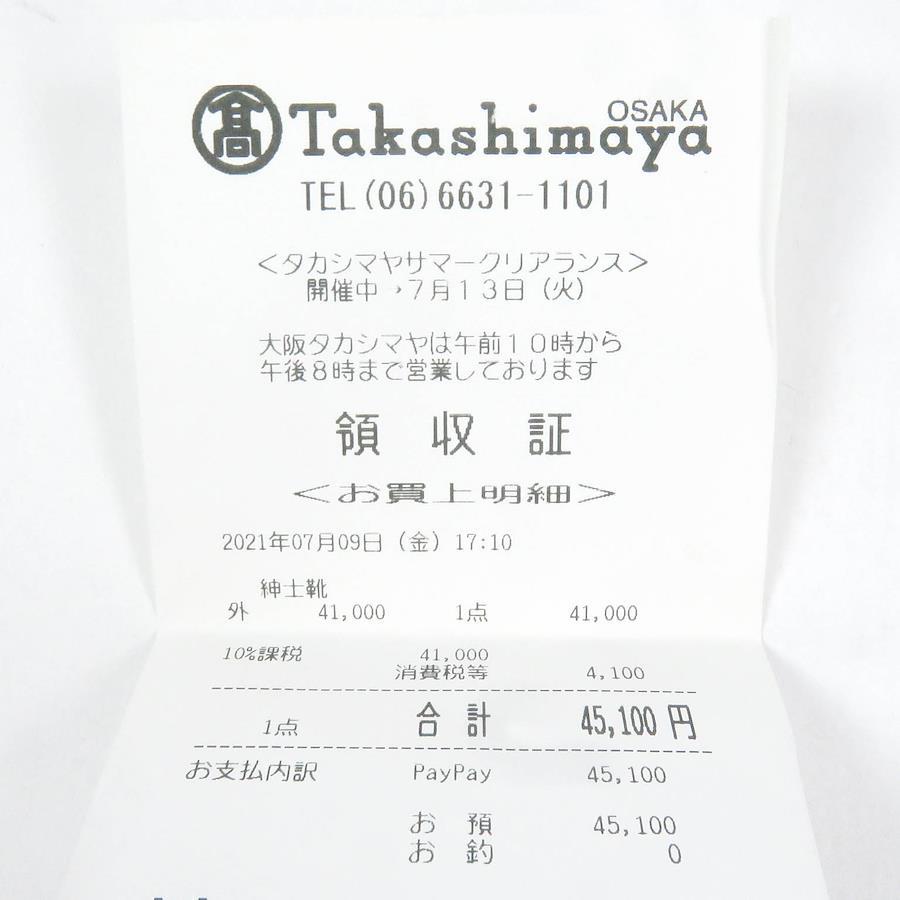 髙 Takashimaya OSAKA
TEL(06)6631-1101
＜タカシマヤサマークリアランス＞
開催中→7月13日（火）
大阪タカシマヤは午前10時から
午後8時まで営業しております
領 収 証
＜お買上明細＞
2021年07月09日（金）17:10
紳士靴
外 41,000 1点 41,000
10%課税 41,000
消費税等 4,100
1点 合 計 45,100円
お支払内訳 PayPay 45,100
お 預 45,100
お 釣 0